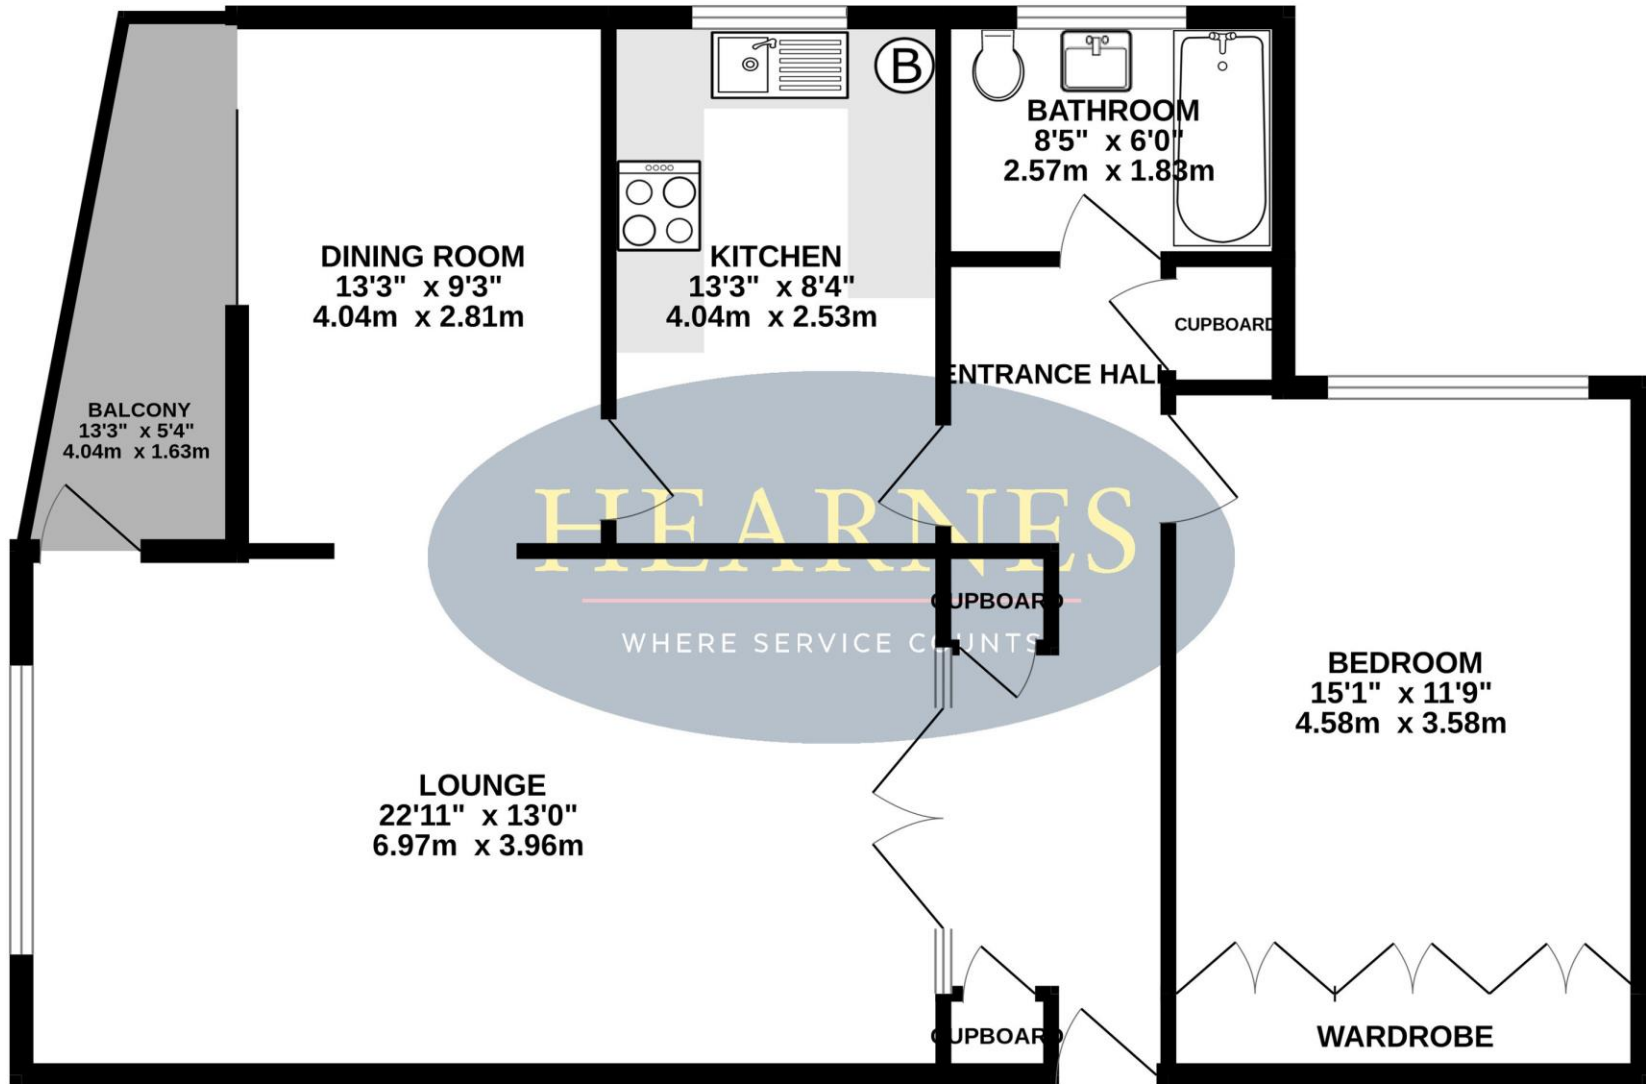 B
BATHROOM
8'5" x 6'0"
2.57m x 1.83m
DINING ROOM
13'3" x 9'3"
4.04m x 2.81m
KITCHEN
13'3" x 8'4"
4.04m x 2.53m
CUPBOARD
ENTRANCE HALL
BALCONY
13'3" x 5'4"
4.04m x 1.63m
HEARNES
CUPBOARD
WHERE SERVICE COUNTS
BEDROOM
15'1" x 11'9"
4.58m x 3.58m
LOUNGE
22'11" x 13'0"
6.97m x 3.96m
CUPBOARD
WARDROBE